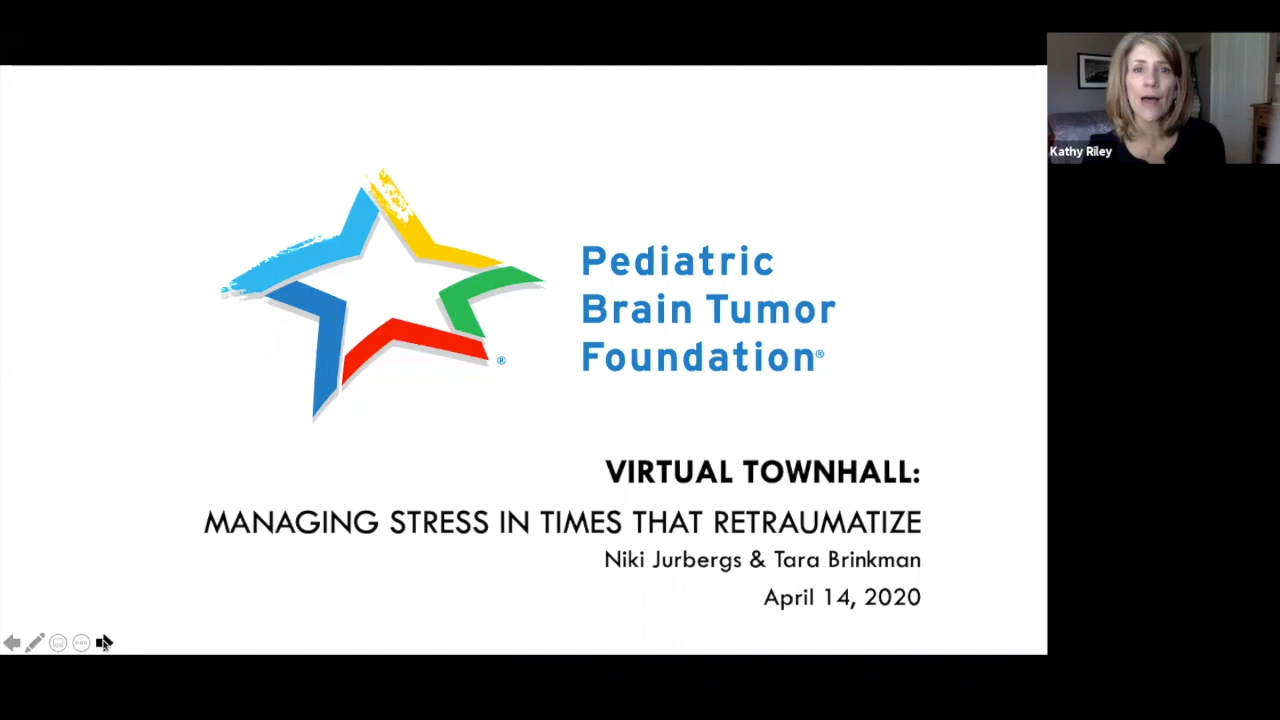 Kathy Riley
Pediatric
Brain Tumor
Foundation®
®
VIRTUAL TOWNHALL:
MANAGING STRESS IN TIMES THAT RETRAUMATIZE
Niki Jurbergs & Tara Brinkman
April 14, 2020